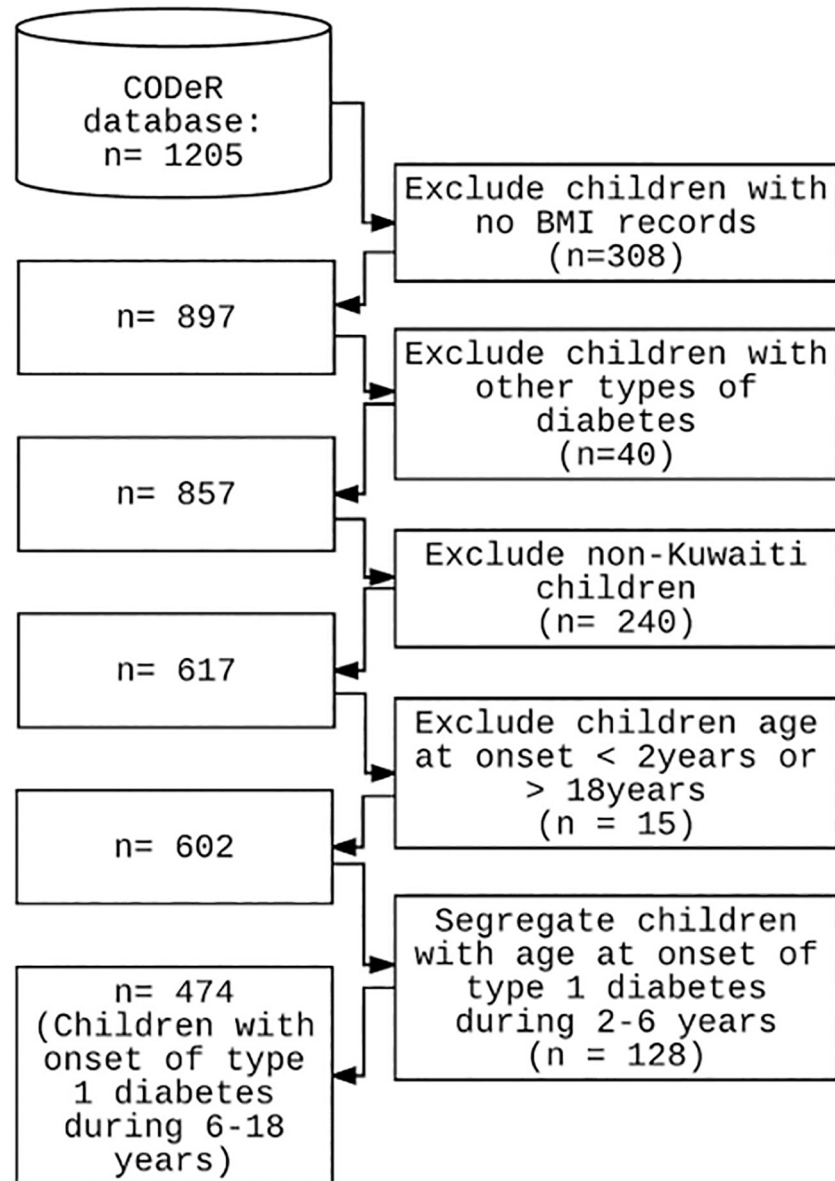 CODeR
database:
n= 1205
Exclude children with
no BMI records
(n=308)
n= 897
Exclude children with
other types of
diabetes
(n=40)
n= 857
Exclude non-Kuwaiti
children
(n= 240)
n= 617
Exclude children age
at onset < 2years or
> 18years
(n = 15)
n= 602
Segregate children
with age at onset of
type 1 diabetes
during 2-6 years
(n = 128)
n= 474
(Children with
onset of type
1 diabetes
during 6-18
years)